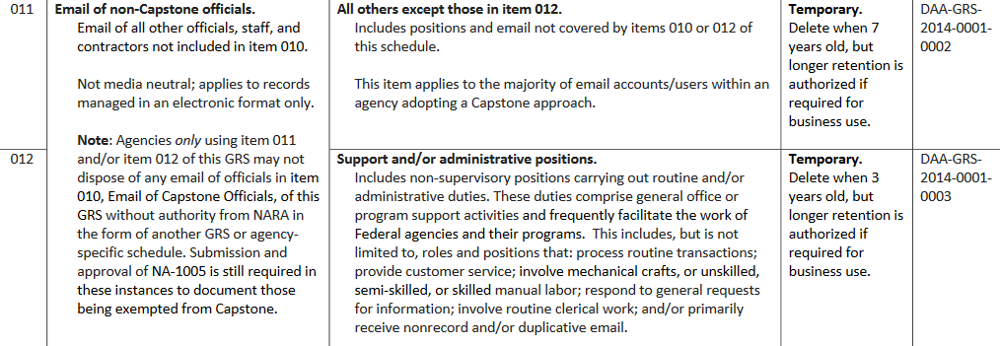 011
Email of non-Capstone officials.
Email of all other officials, staff, and
contractors not included in item 010.
Not media neutral; applies to records
managed in an electronic format only.
Note: Agencies only using item 011
and/or item 012 of this GRS may not
dispose of any email of officials in item
010, Email of Capstone Officials, of this
GRS without authority from NARA in
the form of another GRS or agency-
specific schedule. Submission and
approval of NA-1005 is still required in
these instances to document those
being exempted from Capstone.
All others except those in item 012.
Includes positions and email not covered by items 010 or 012 of
this schedule.
This item applies to the majority of email accounts/users within an
agency adopting a Capstone approach.
Temporary.
Delete when 7
years old, but
longer retention is
authorized if
required for
business use.
DAA-GRS-
2014-0001-
0002
012
Support and/or administrative positions.
Includes non-supervisory positions carrying out routine and/or
administrative duties. These duties comprise general office or
program support activities and frequently facilitate the work of
Federal agencies and their programs.  This includes, but is not
limited to, roles and positions that: process routine transactions;
provide customer service; involve mechanical crafts, or unskilled,
semi-skilled, or skilled manual labor; respond to general requests
for information; involve routine clerical work; and/or primarily
receive nonrecord and/or duplicative email.
Temporary.
Delete when 3
years old, but
longer retention is
authorized if
required for
business use.
DAA-GRS-
2014-0001-
0003